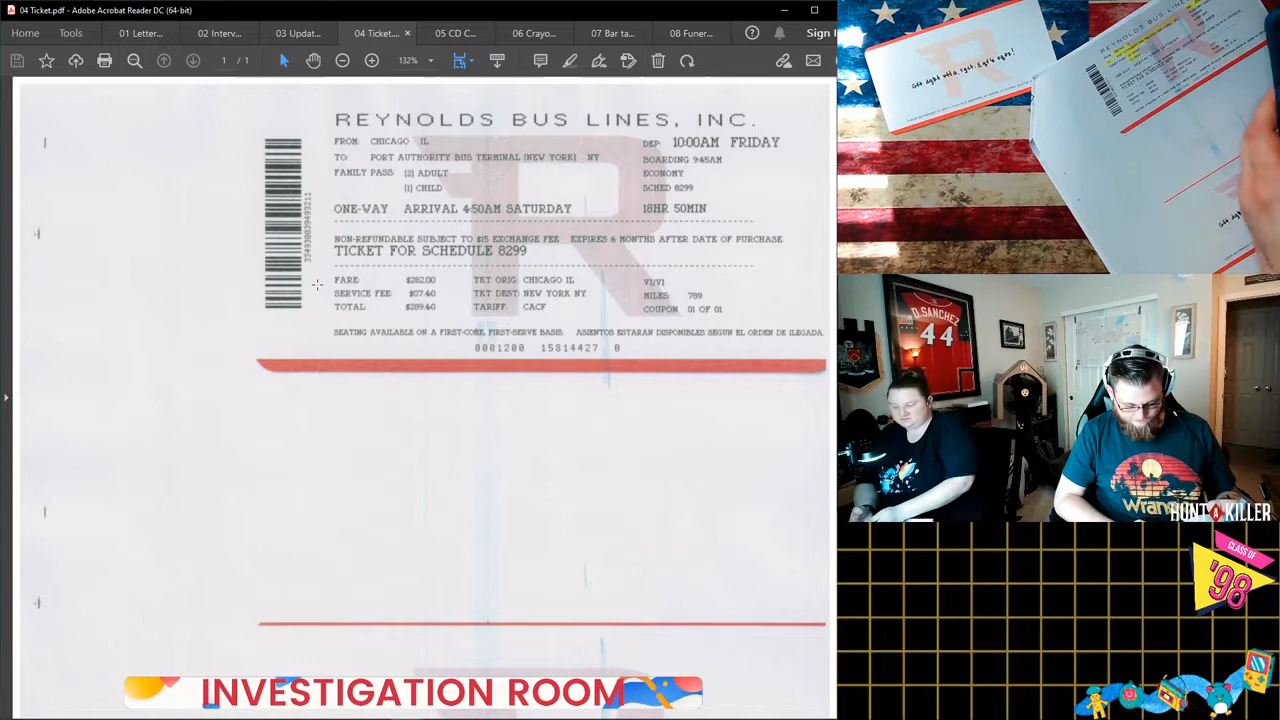 04 Ticket.pdf - Adobe Acrobat Reader DC (64-bit)
Home Tools 01 Letter... 02 Interv... 03 Updat... 04 Ticket... × 05 CD C... 06 Crayo... 07 Bar ta... 08 Funer... Sign I
1 / 1 132%
REYNOLDS BUS LINES, INC.
FROM: CHICAGO IL DEP: 10:00AM FRIDAY
TO: PORT AUTHORITY BUS TERMINAL (NEW YORK) NY BOARDING 9:45AM
FAMILY PASS: (2) ADULT ECONOMY
(1) CHILD SCHED 8299
ONE-WAY ARRIVAL 4:50AM SATURDAY 18HR 50MIN
NON-REFUNDABLE SUBJECT TO $15 EXCHANGE FEE EXPIRES 6 MONTHS AFTER DATE OF PURCHASE
TICKET FOR SCHEDULE 8299
FARE: $282.00 TKT ORIG: CHICAGO IL V1/V1
SERVICE FEE: $07.40 TKT DEST: NEW YORK NY MILES: 789
TOTAL: $289.40 TARIFF: CACF COUPON 01 OF 01
SEATING AVAILABLE ON A FIRST-COME, FIRST-SERVE BASIS. ASIENTOS ESTARAN DISPONIBLES SEGUN EL ORDEN DE LLEGADA
0001200 15814427 0
R
INVESTIGATION ROOM
REYNOLDS BUS LINES
D.SANCHEZ
44
Wrang
HUNT A KILLER
CLASS OF
'98